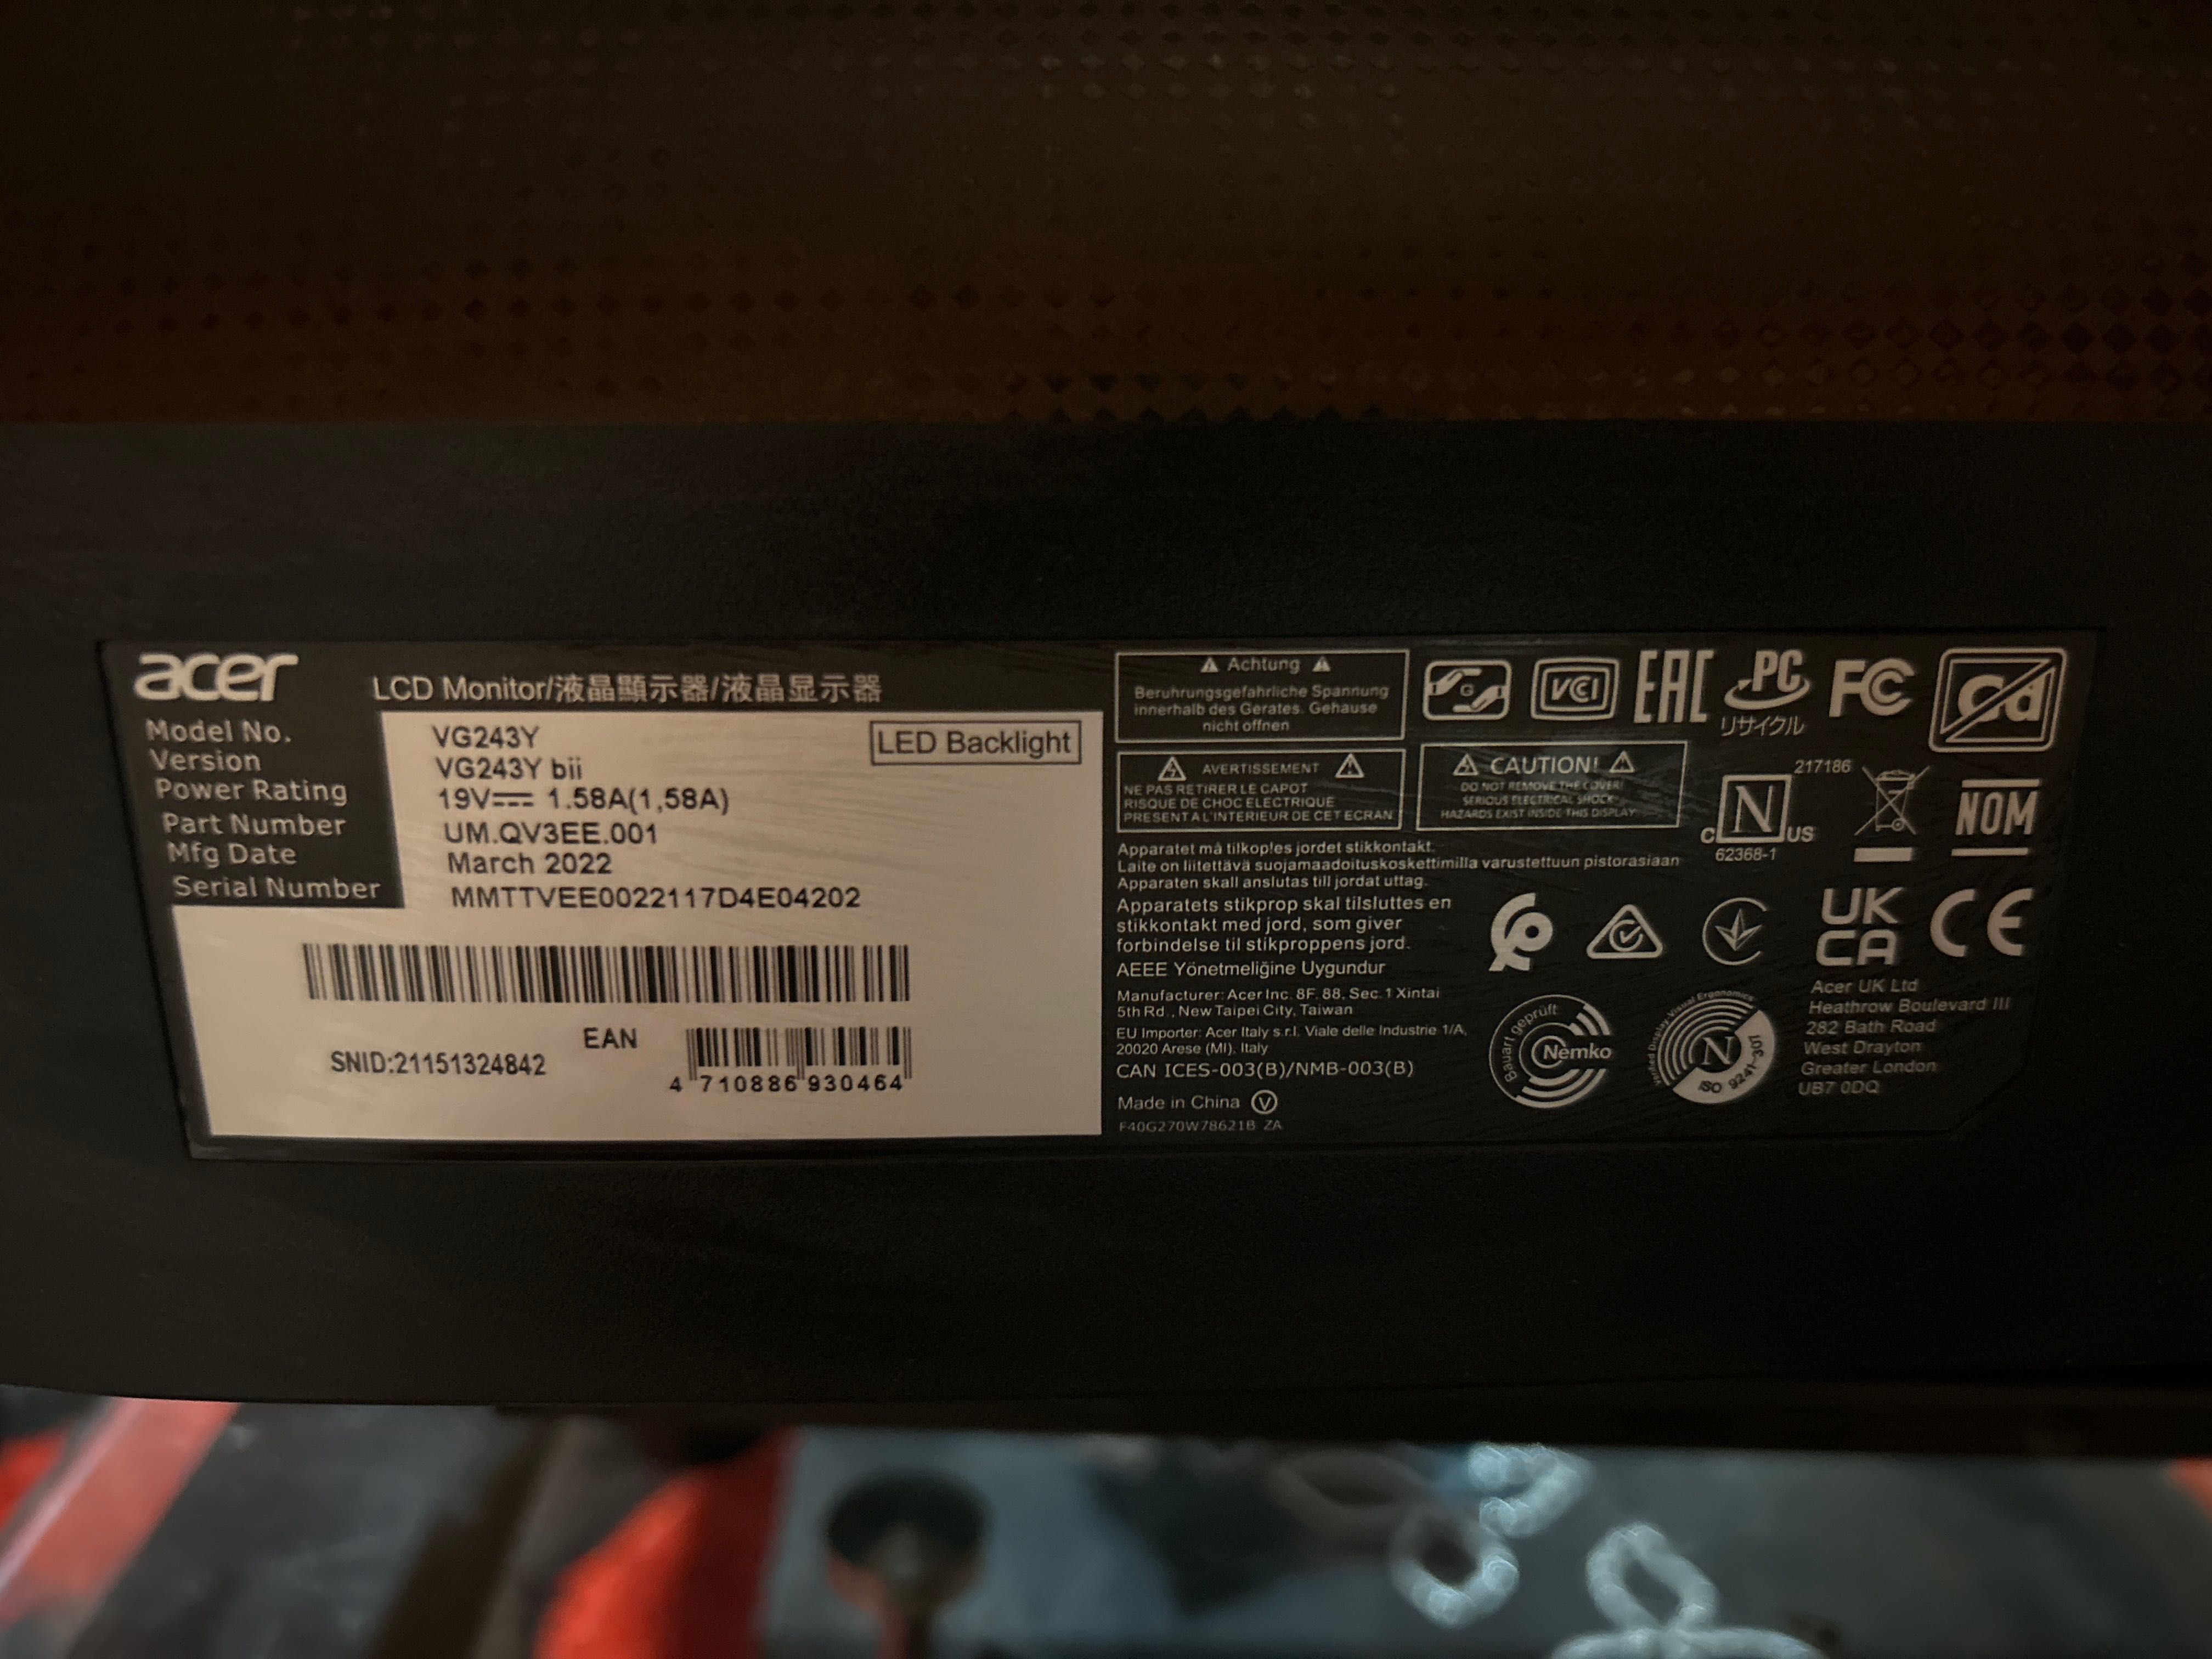 acer
LCD Monitor/液晶顯示器/液晶显示器
Model No. VG243Y
Version VG243Y bii
Power Rating 19V⎓ 1.58A(1,58A)
Part Number UM.QV3EE.001
Mfg Date March 2022
Serial Number MMTTVEE0022117D4E04202
LED Backlight
SNID:21151324842
EAN
4 710886 930464
⚠ Achtung ⚠
Beruhrungsgefahrliche Spannung
innerhalb des Gerates. Gehause
nicht offnen
AVERTISSEMENT
NE PAS RETIRER LE CAPOT
RISQUE DE CHOC ELECTRIQUE
PRESENT A L'INTERIEUR DE CET ECRAN
CAUTION!
DO NOT REMOVE THE COVER!
SERIOUS ELECTRICAL SHOCK
HAZARDS EXIST INSIDE THIS DISPLAY
G
VCCI
EAC
PC
リサイクル
FC
Cd
217186
C N US
62368-1
NOM
Apparatet må tilkoples jordet stikkontakt.
Laite on liitettävä suojamaadoituskoskettimilla varustettuun pistorasiaan
Apparaten skall anslutas till jordat uttag.
Apparatets stikprop skal tilsluttes en
stikkontakt med jord, som giver
forbindelse til stikproppens jord.
AEEE Yönetmeliğine Uygundur
Manufacturer: Acer Inc. 8F. 88, Sec. 1 Xintai
5th Rd., New Taipei City, Taiwan
EU Importer: Acer Italy s.r.l. Viale delle Industrie 1/A,
20020 Arese (MI), Italy
CAN ICES-003(B)/NMB-003(B)
Made in China V
F40G270W78621B ZA
UK
CA
CE
Bauart geprüft
Nemko
Verified Display Visual Ergonomics
N
ISO 9241-301
Acer UK Ltd
Heathrow Boulevard III
282 Bath Road
West Drayton
Greater London
UB7 0DQ